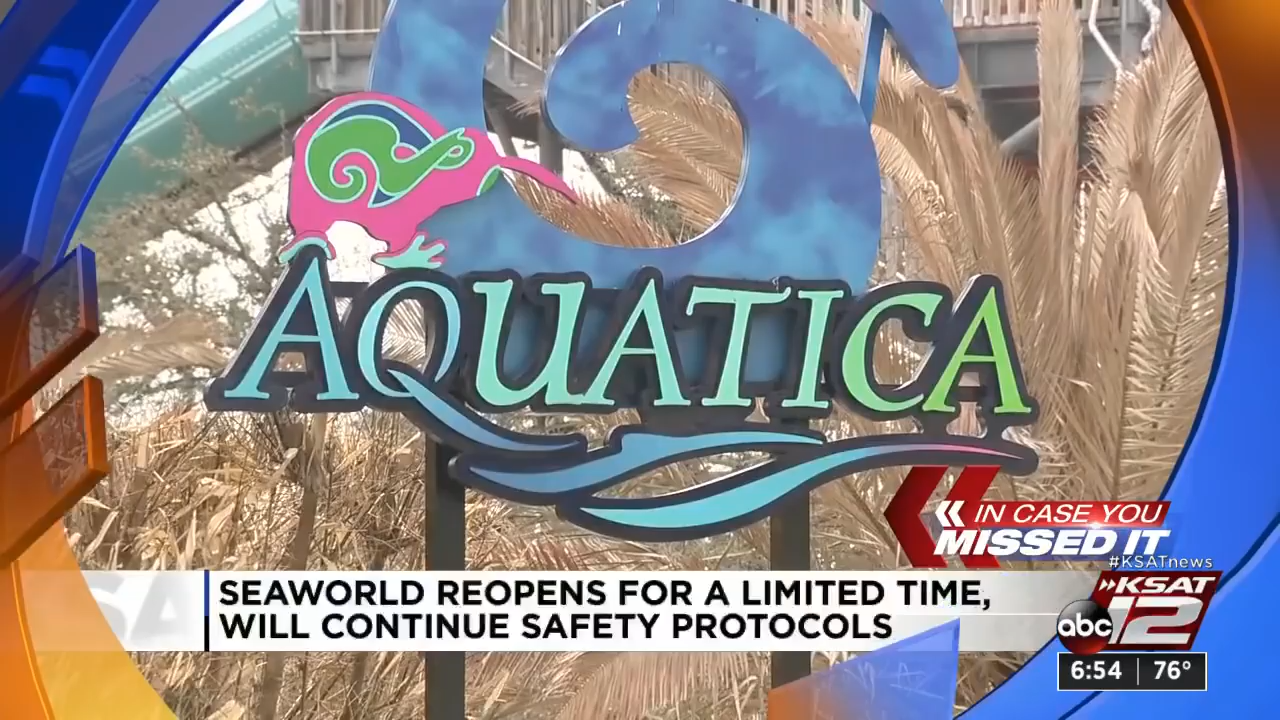 AQUATICA
« IN CASE YOU
MISSED IT
#KSATnews
SEAWORLD REOPENS FOR A LIMITED TIME,
WILL CONTINUE SAFETY PROTOCOLS
»KSAT
abc 12
6:54 | 76°